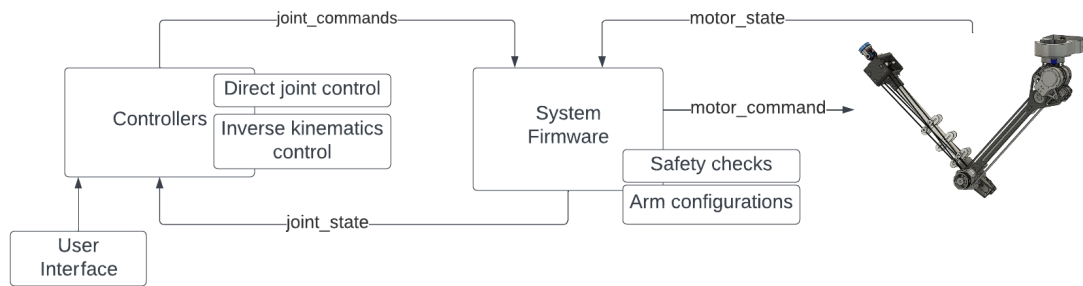 joint_commands
motor_state
Controllers
Direct joint control
Inverse kinematics
control
System
Firmware
motor_command
Safety checks
Arm configurations
joint_state
User
Interface